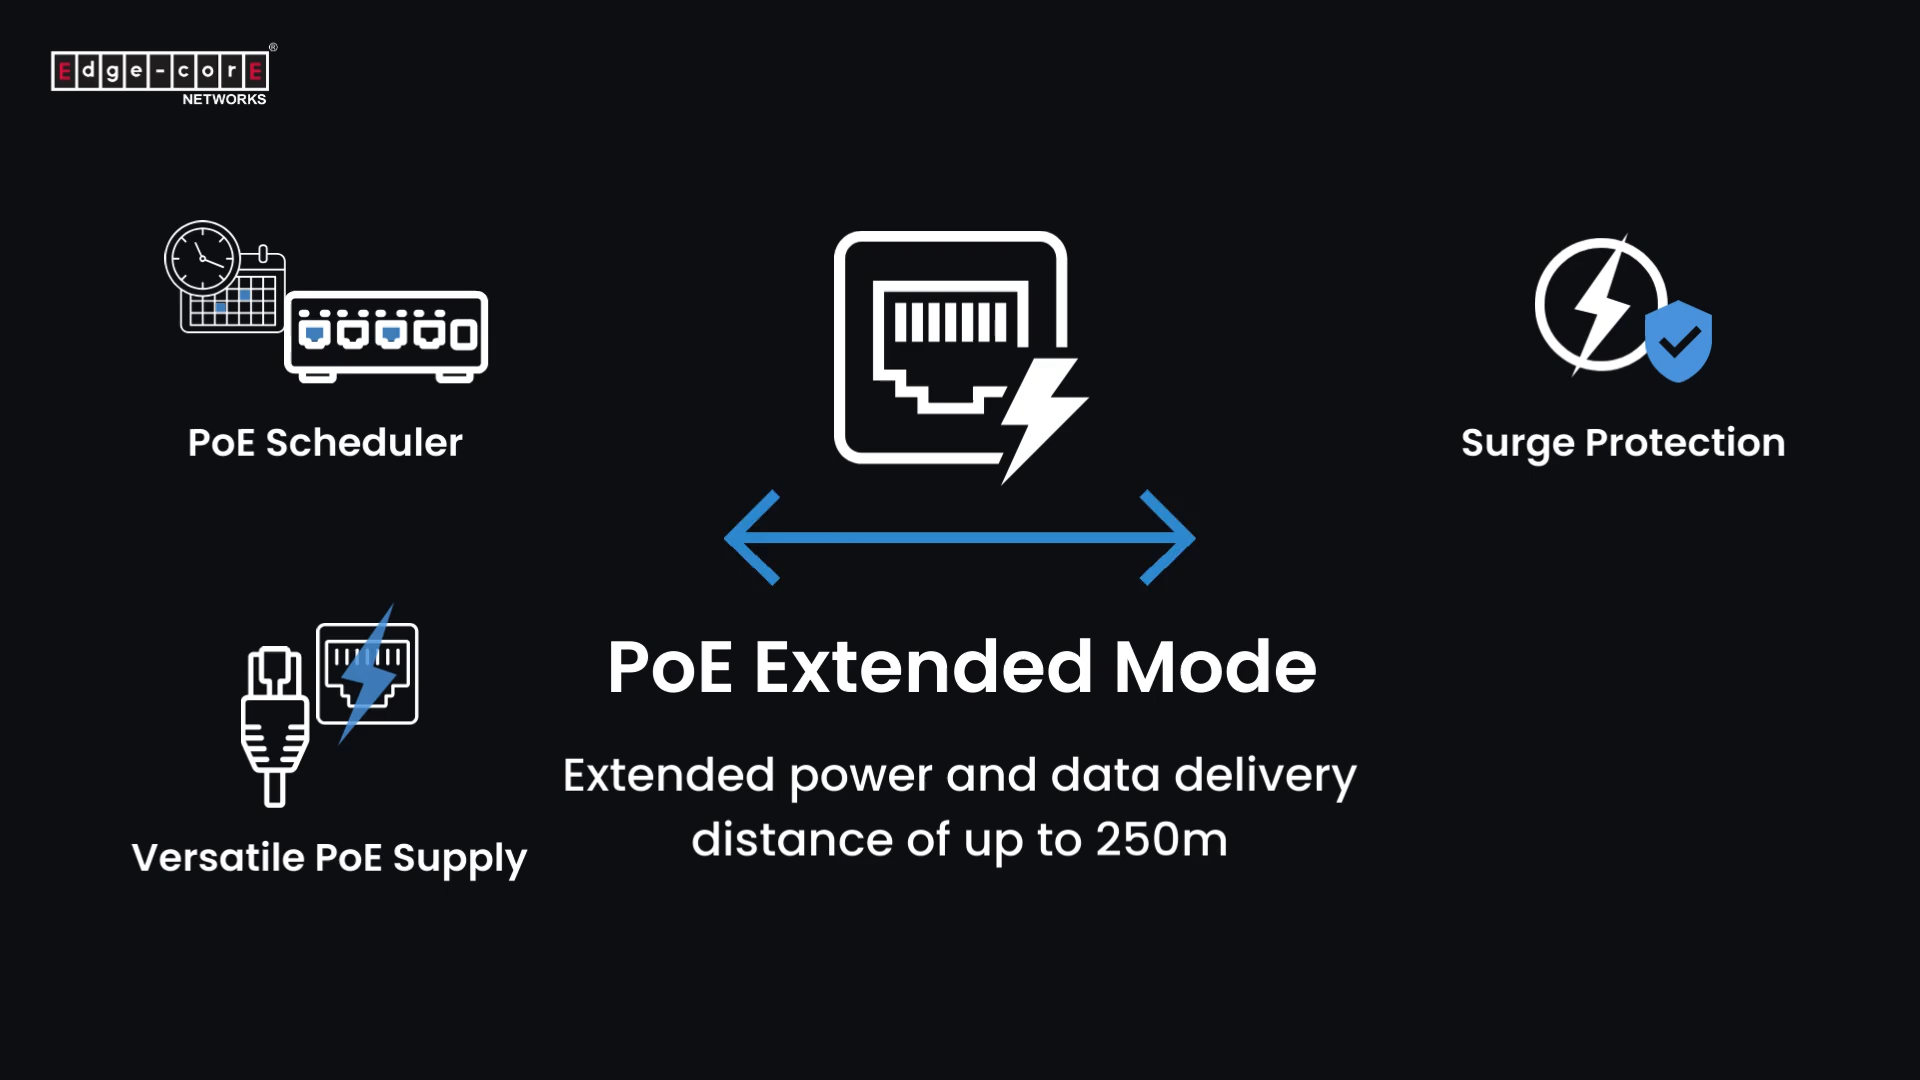 Edge-corE®
NETWORKS
PoE Scheduler
Surge Protection
PoE Extended Mode
Extended power and data delivery
distance of up to 250m
Versatile PoE Supply